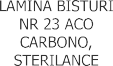 LAMINA BISTURI
NR 23 ACO
CARBONO,
STERILANCE